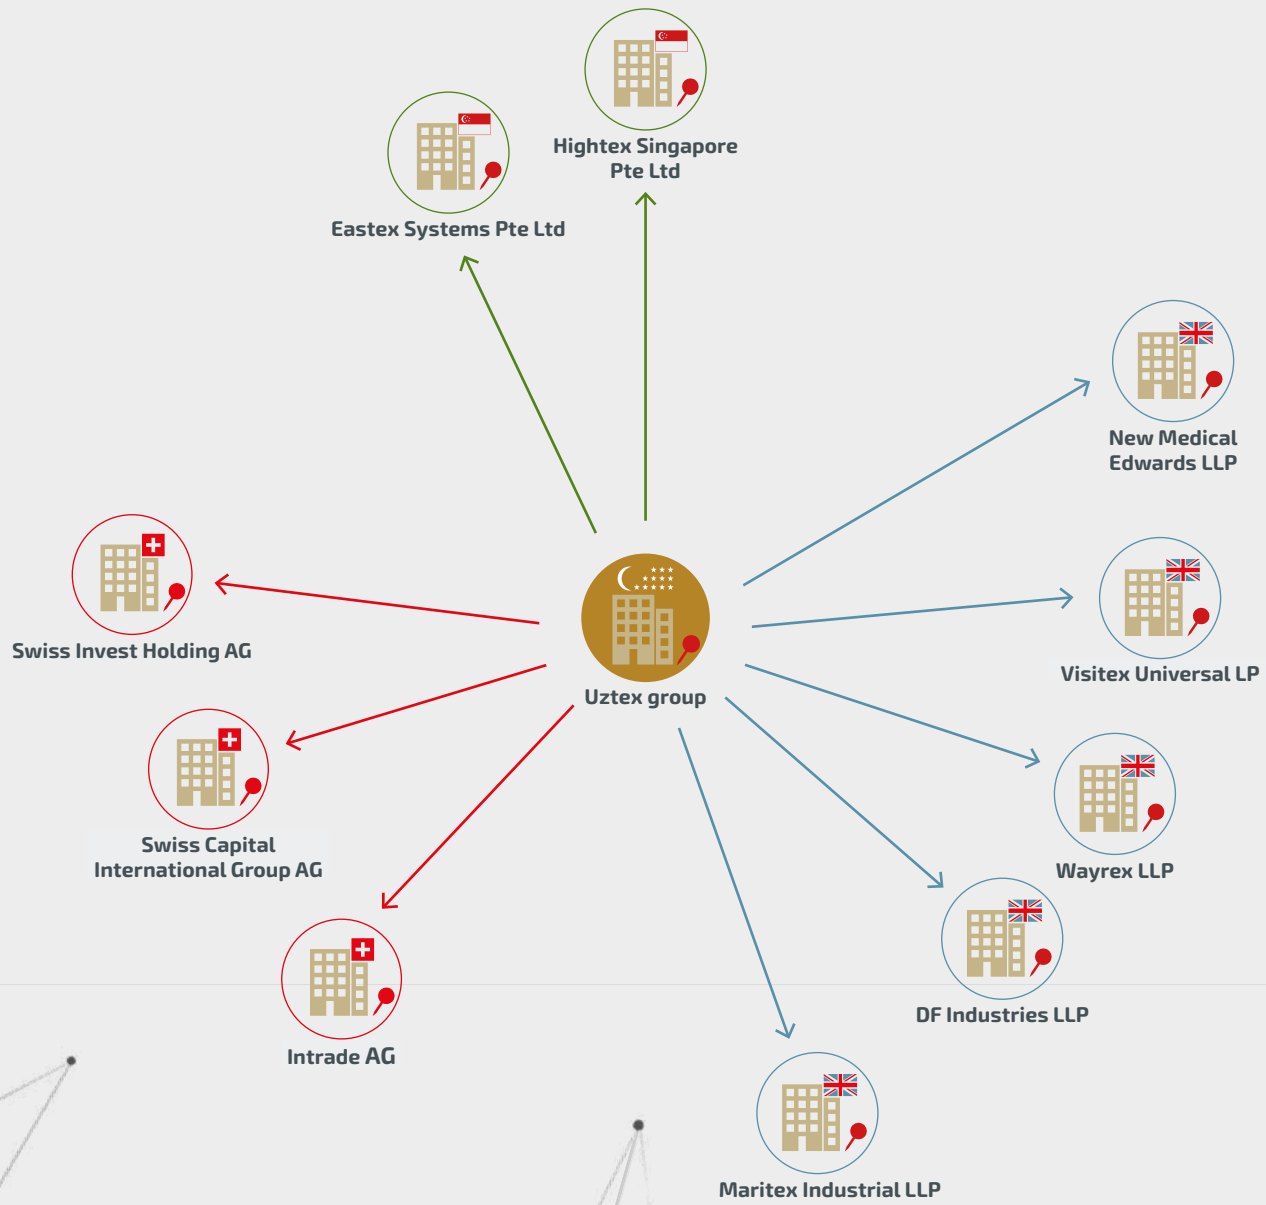 Hightex Singapore
Pte Ltd
Eastex Systems Pte Ltd
New Medical
Edwards LLP
Swiss Invest Holding AG
Visitex Universal LP
Uztex group
Swiss Capital
International Group AG
Wayrex LLP
DF Industries LLP
Intrade AG
Maritex Industrial LLP